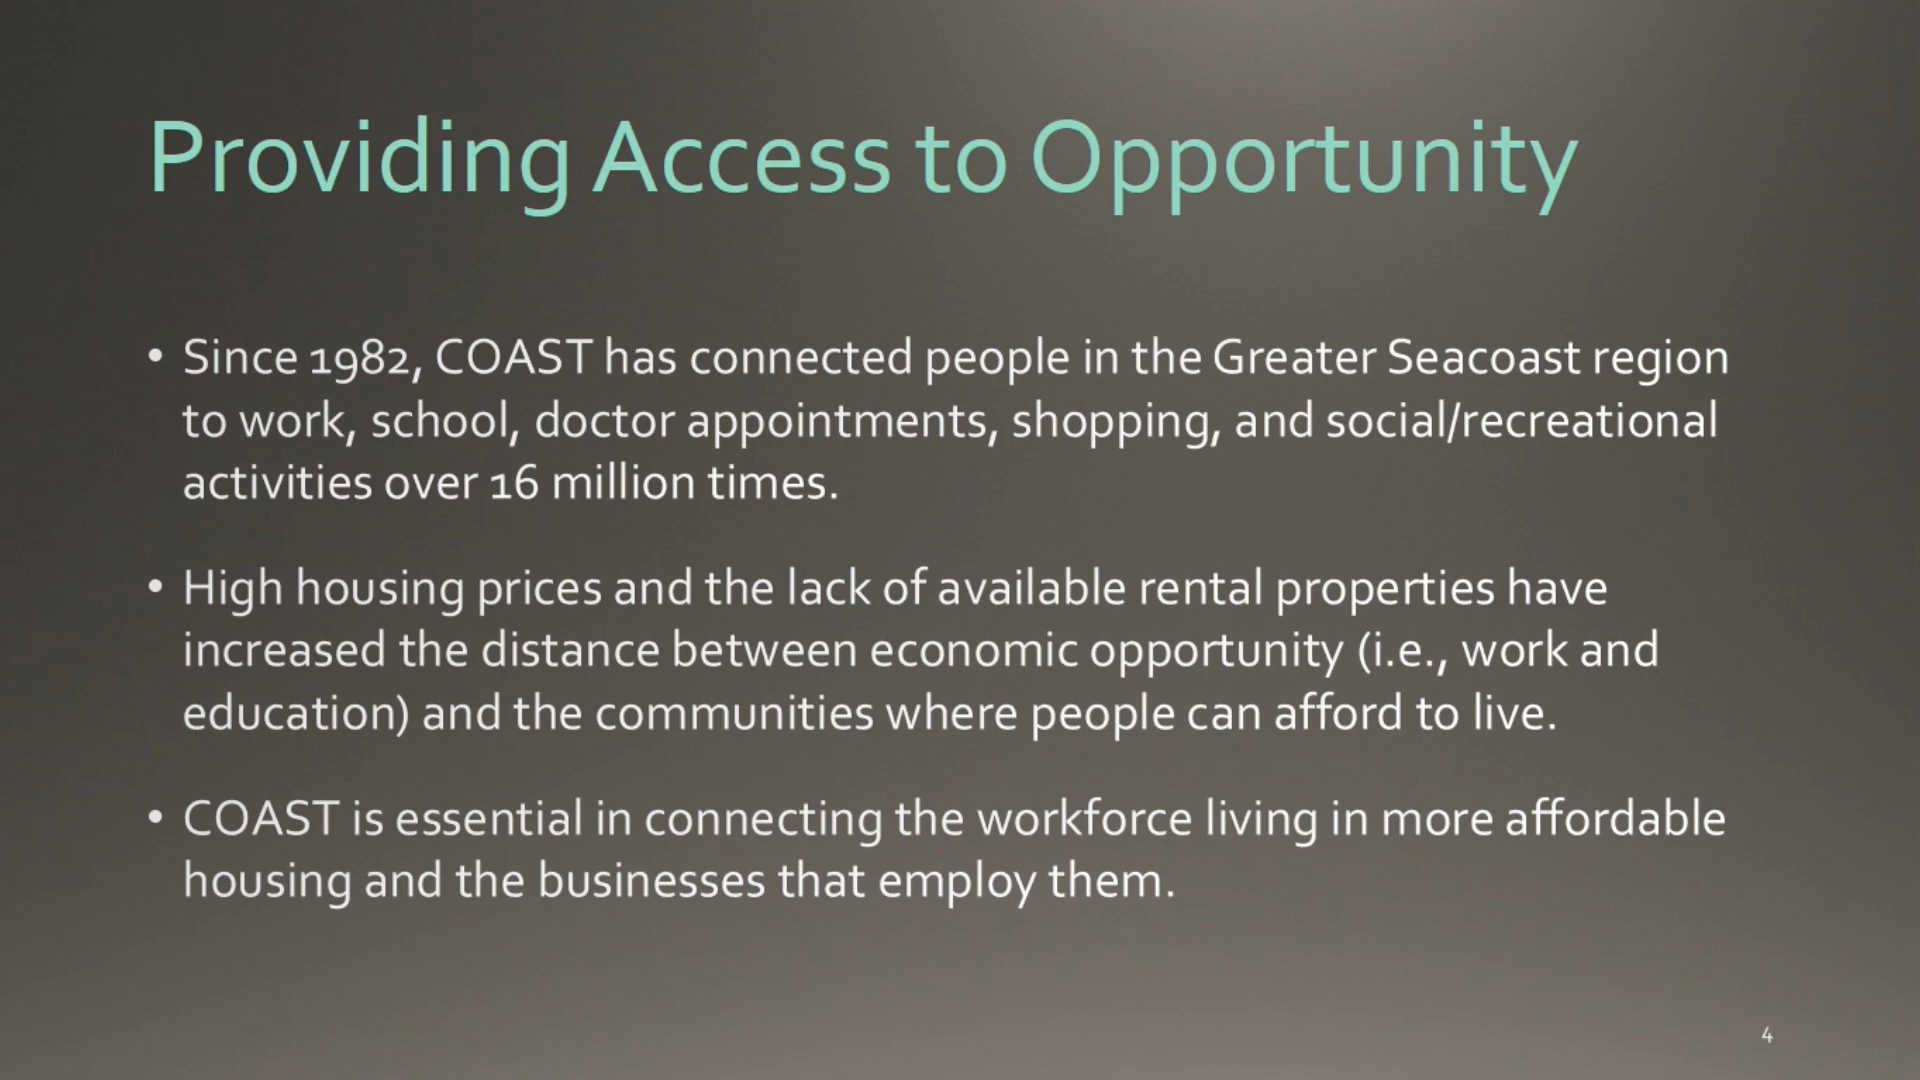 Providing Access to Opportunity
• Since 1982, COAST has connected people in the Greater Seacoast region
to work, school, doctor appointments, shopping, and social/recreational
activities over 16 million times.
• High housing prices and the lack of available rental properties have
increased the distance between economic opportunity (i.e., work and
education) and the communities where people can afford to live.
• COAST is essential in connecting the workforce living in more affordable
housing and the businesses that employ them.
4